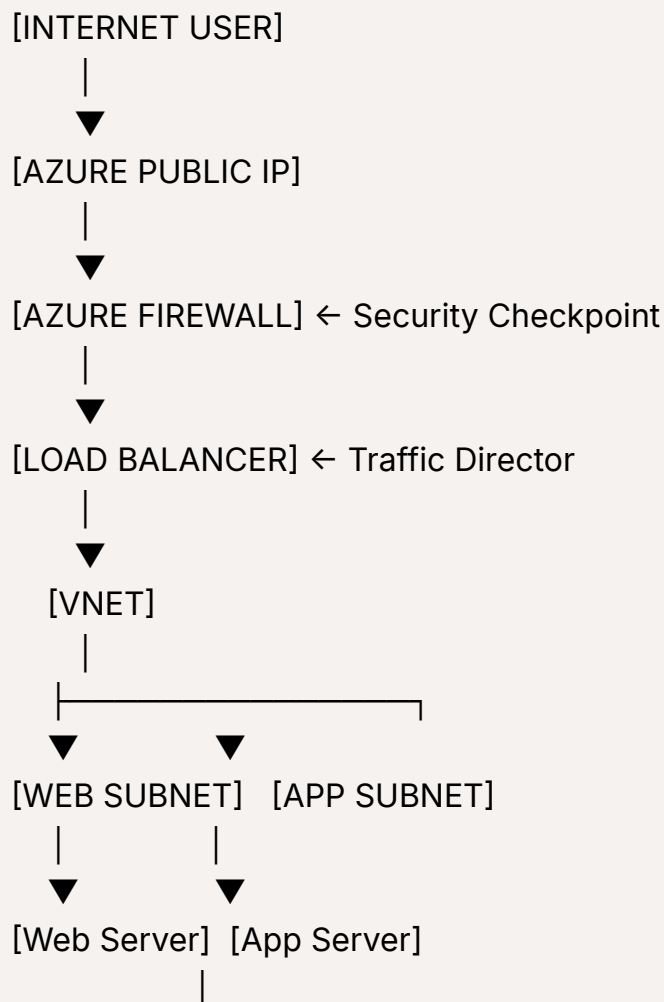 [INTERNET USER]
│
▼
[AZURE PUBLIC IP]
│
▼
[AZURE FIREWALL] ← Security Checkpoint
│
▼
[LOAD BALANCER] ← Traffic Director
│
▼
[VNET]
│
├─────────────────┐
▼ ▼
[WEB SUBNET] [APP SUBNET]
│ │
▼ ▼
[Web Server] [App Server]
│